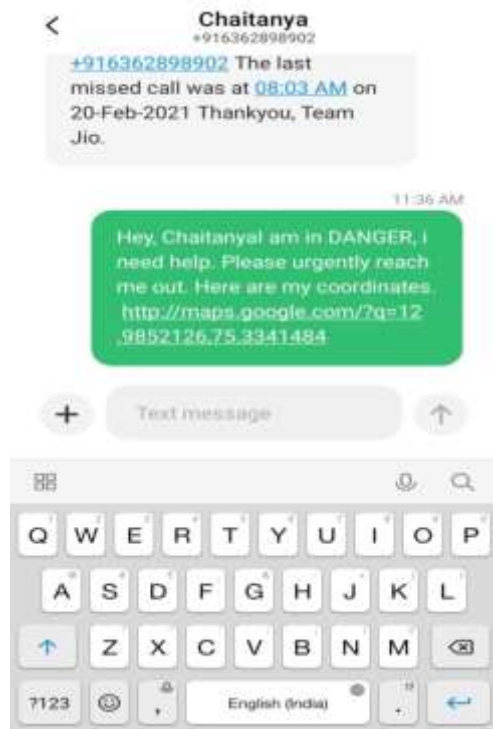 Chaitanya
+916362898902
+916362898902 The last
missed call was at 08:03 AM on
20-Feb-2021 Thankyou, Team
Jio.
11:36 AM
Hey, ChaitanyaI am in DANGER, i
need help. Please urgently reach
me out. Here are my coordinates.
http://maps.google.com/?q=12
.9852126,75.3341484
Text message
Q W E R T Y U I O P
A S D F G H J K L
Z X C V B N M
?123 , English (India) .